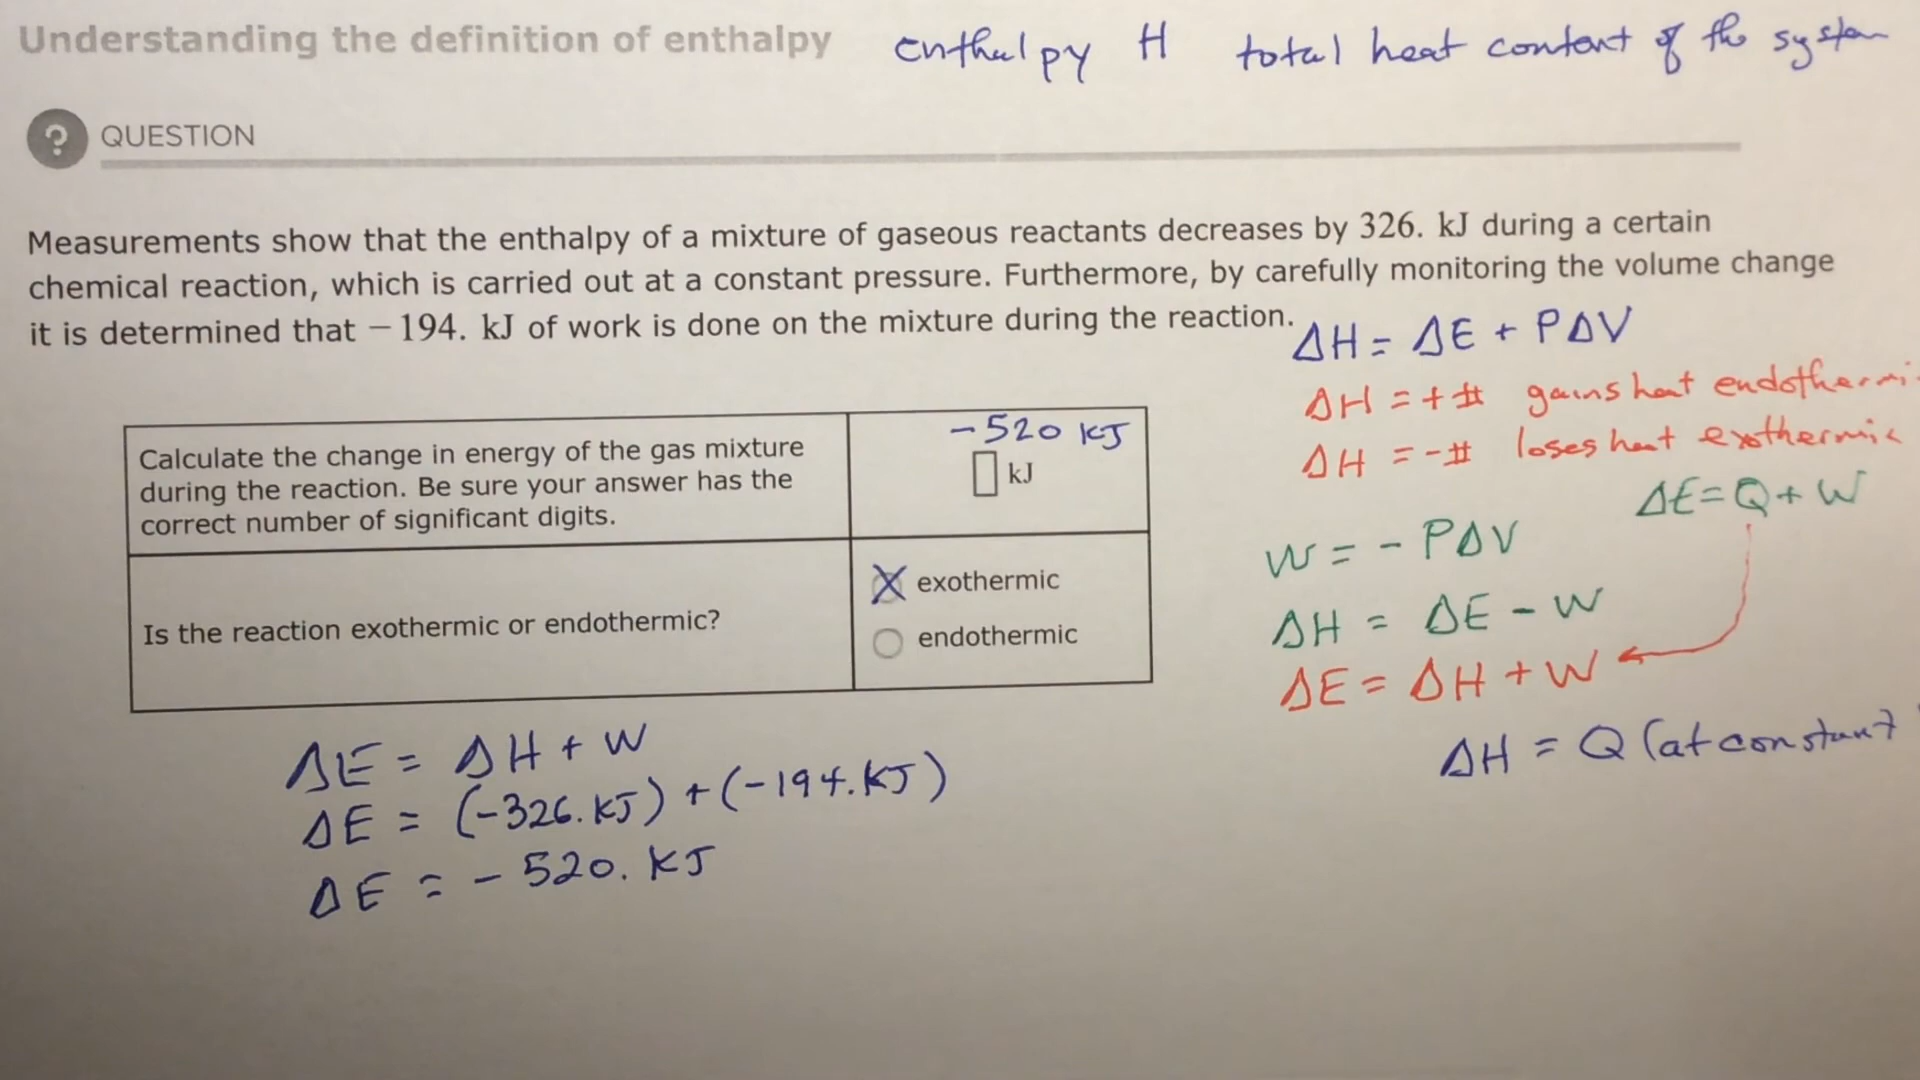 Understanding the definition of enthalpy enthalpy H total heat content of the system
? QUESTION
Measurements show that the enthalpy of a mixture of gaseous reactants decreases by 326. kJ during a certain
chemical reaction, which is carried out at a constant pressure. Furthermore, by carefully monitoring the volume change
it is determined that − 194. kJ of work is done on the mixture during the reaction.
ΔH = ΔE + PΔV
ΔH = + # gains heat endothermi
ΔH = - # loses heat exothermic
ΔE = Q + W
W = - PΔV
ΔH = ΔE - W
ΔE = ΔH + W
ΔH = Q (at constant
Calculate the change in energy of the gas mixture
during the reaction. Be sure your answer has the
correct number of significant digits.
-520 KJ
kJ
Is the reaction exothermic or endothermic?
X exothermic
endothermic
ΔE = ΔH + W
ΔE = (-326. KJ) + (-194. KJ)
ΔE = - 520. KJ